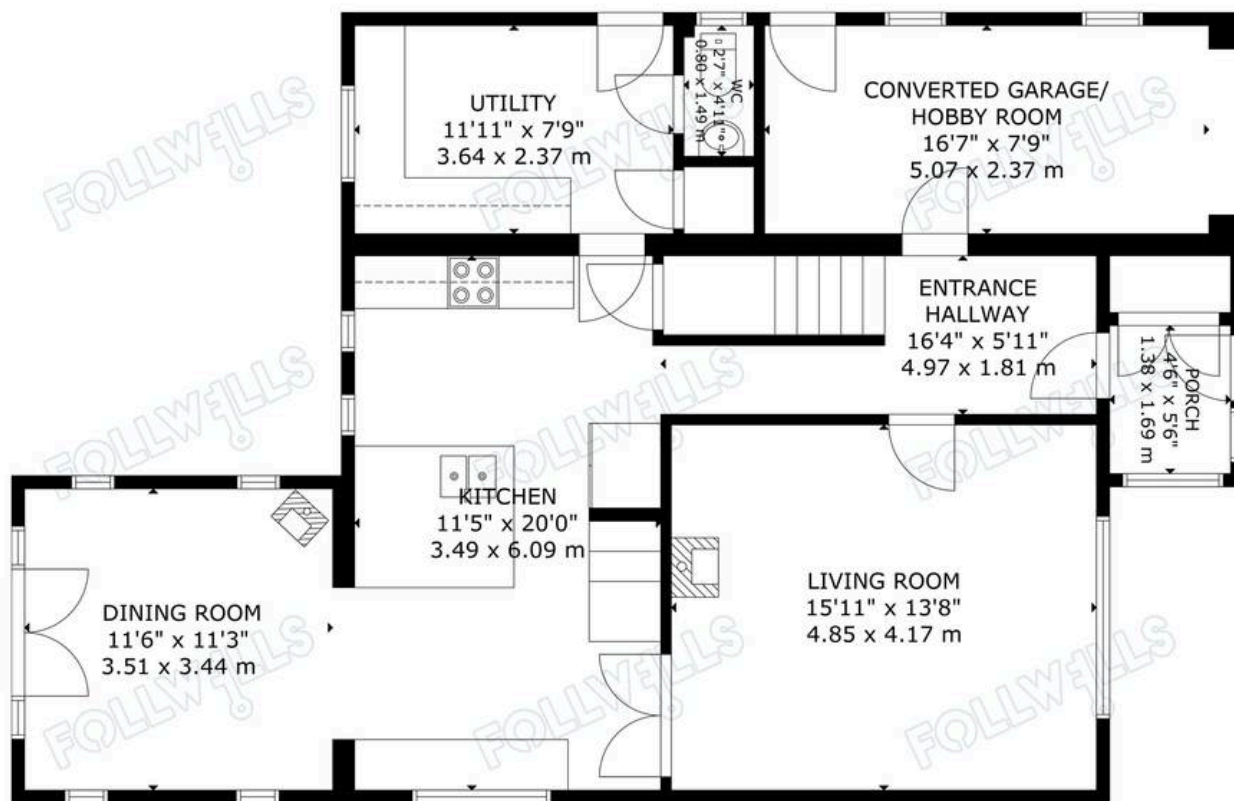 UTILITY
11'11" x 7'9"
3.64 x 2.37 m
WC
2'7" x 4'11"
0.80 x 1.49 m
CONVERTED GARAGE/
HOBBY ROOM
16'7" x 7'9"
5.07 x 2.37 m
ENTRANCE
HALLWAY
16'4" x 5'11"
4.97 x 1.81 m
PORCH
4'6" x 5'6"
1.38 x 1.69 m
KITCHEN
11'5" x 20'0"
3.49 x 6.09 m
LIVING ROOM
15'11" x 13'8"
4.85 x 4.17 m
DINING ROOM
11'6" x 11'3"
3.51 x 3.44 m
FOLLWELLS
FOLLWELLS
FOLLWELLS
FOLLWELLS
FOLLWELLS
FOLLWELLS
FOLLWELLS
FOLLWELLS
FOLLWELLS